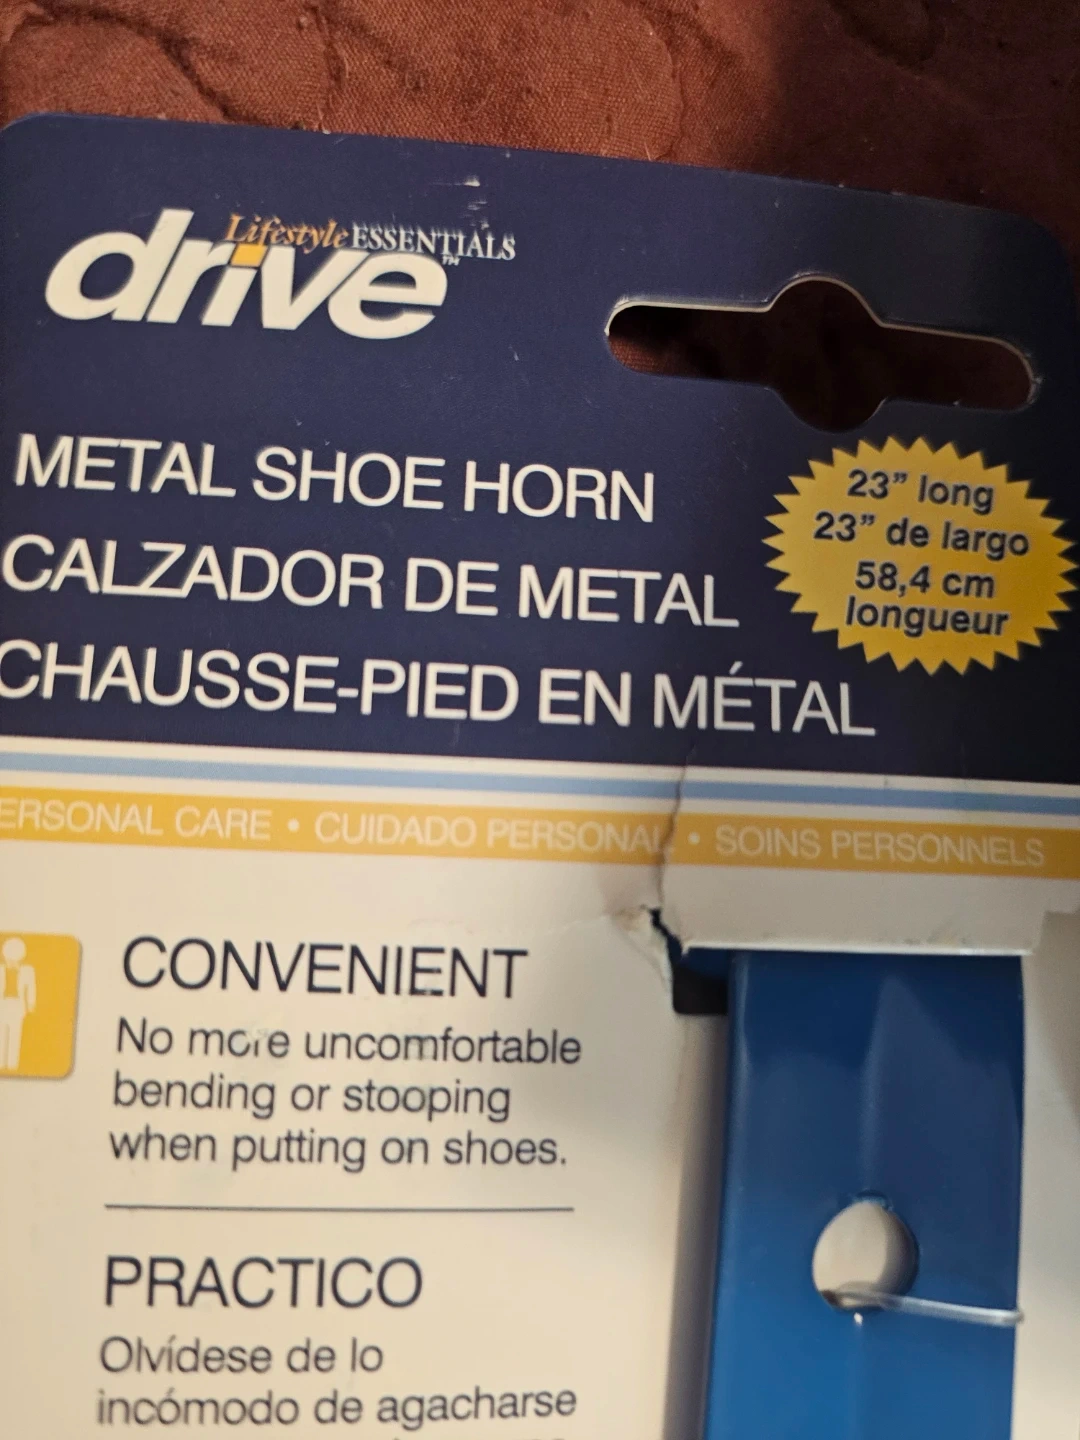 Lifestyle ESSENTIALS
drive™
METAL SHOE HORN
CALZADOR DE METAL
CHAUSSE-PIED EN MÉTAL
23” long
23” de largo
58,4 cm
longueur
ERSONAL CARE • CUIDADO PERSONAL • SOINS PERSONNELS
CONVENIENT
No more uncomfortable
bending or stooping
when putting on shoes.
PRACTICO
Olvídese de lo
incómodo de agacharse